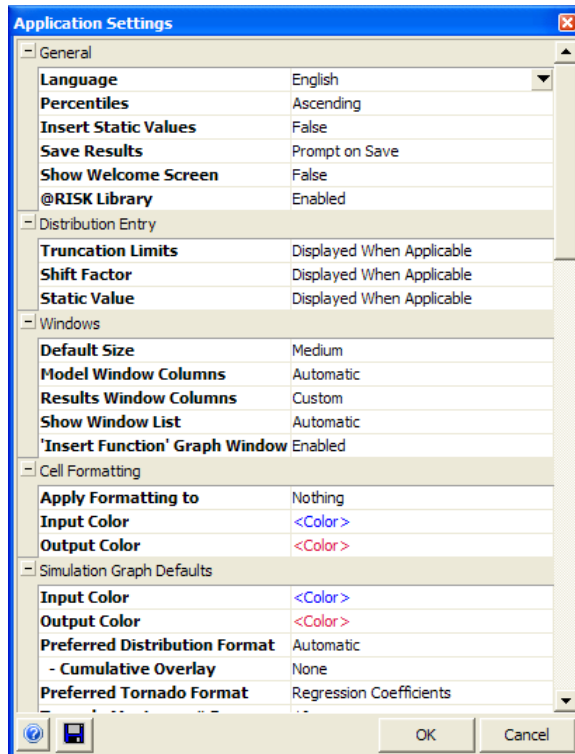 Application Settings
General
Language English
Percentiles Ascending
Insert Static Values False
Save Results Prompt on Save
Show Welcome Screen False
@RISK Library Enabled
Distribution Entry
Truncation Limits Displayed When Applicable
Shift Factor Displayed When Applicable
Static Value Displayed When Applicable
Windows
Default Size Medium
Model Window Columns Automatic
Results Window Columns Custom
Show Window List Automatic
'Insert Function' Graph Window Enabled
Cell Formatting
Apply Formatting to Nothing
Input Color <Color>
Output Color <Color>
Simulation Graph Defaults
Input Color <Color>
Output Color <Color>
Preferred Distribution Format Automatic
- Cumulative Overlay None
Preferred Tornado Format Regression Coefficients
OK Cancel